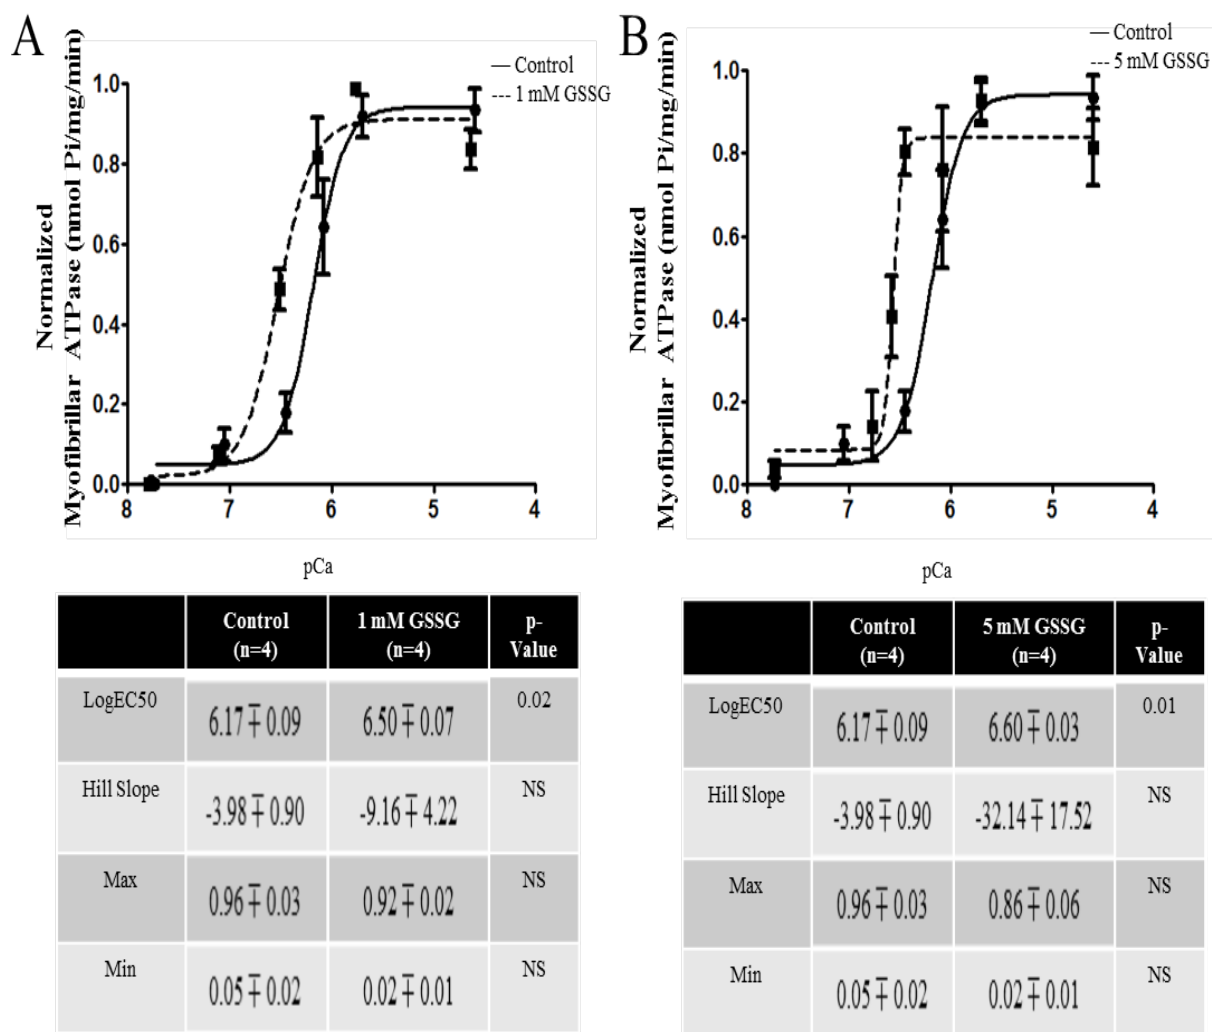 A
Normalized
Myofibrillar ATPase (nmol Pi/mg/min)
— Control
--- 1 mM GSSG
1.0
0.8
0.6
0.4
0.2
0.0
8 7 6 5 4
pCa
Control (n=4) 1 mM GSSG (n=4) p-Value
LogEC50 6.17 ∓ 0.09 6.50 ∓ 0.07 0.02
Hill Slope -3.98 ∓ 0.90 -9.16 ∓ 4.22 NS
Max 0.96 ∓ 0.03 0.92 ∓ 0.02 NS
Min 0.05 ∓ 0.02 0.02 ∓ 0.01 NS
B
Normalized
Myofibrillar ATPase (nmol Pi/mg/min)
— Control
--- 5 mM GSSG
1.0
0.8
0.6
0.4
0.2
0.0
8 7 6 5 4
pCa
Control (n=4) 5 mM GSSG (n=4) p-Value
LogEC50 6.17 ∓ 0.09 6.60 ∓ 0.03 0.01
Hill Slope -3.98 ∓ 0.90 -32.14 ∓ 17.52 NS
Max 0.96 ∓ 0.03 0.86 ∓ 0.06 NS
Min 0.05 ∓ 0.02 0.02 ∓ 0.01 NS